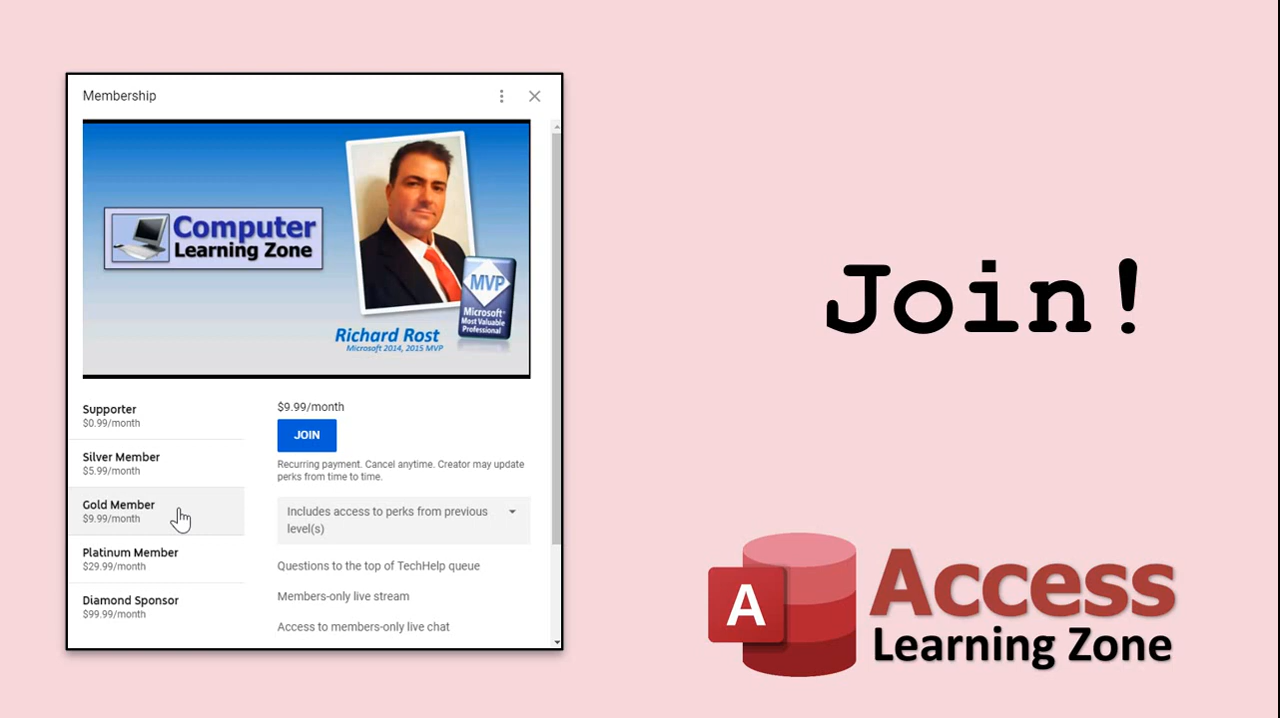 Membership
Computer
Learning Zone
MVP
Microsoft®
Most Valuable
Professional
Richard Rost
Microsoft 2014, 2015 MVP
Supporter
$0.99/month
Silver Member
$5.99/month
Gold Member
$9.99/month
Platinum Member
$29.99/month
Diamond Sponsor
$99.99/month
$9.99/month
JOIN
Recurring payment. Cancel anytime. Creator may update
perks from time to time.
Includes access to perks from previous
level(s)
Questions to the top of TechHelp queue
Members-only live stream
Access to members-only live chat
Join!
A
Access
Learning Zone